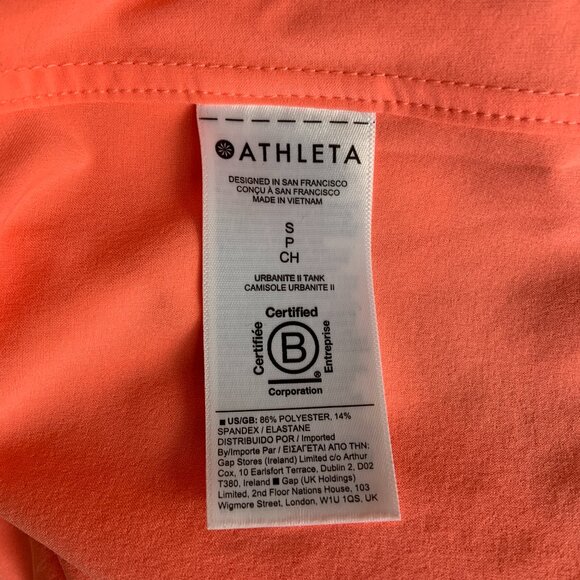 ATHLETA
DESIGNED IN SAN FRANCISCO
CONÇU À SAN FRANCISCO
MADE IN VIETNAM
S
P
CH
URBANITE II TANK
CAMISOLE URBANITE II
Certified
Certifiée
B
Entreprise
Corporation
■ US/GB: 86% POLYESTER, 14%
SPANDEX / ELASTANE
DISTRIBUIDO POR / Imported
By/Importe Par / ΕΙΣΑΓΕΤΑΙ ΑΠΟ ΤΗΝ:
Gap Stores (Ireland) Limited c/o Arthur
Cox, 10 Earlsfort Terrace, Dublin 2, D02
T380, Ireland ■ Gap (UK Holdings)
Limited, 2nd Floor Nations House, 103
Wigmore Street, London, W1U 1QS, UK